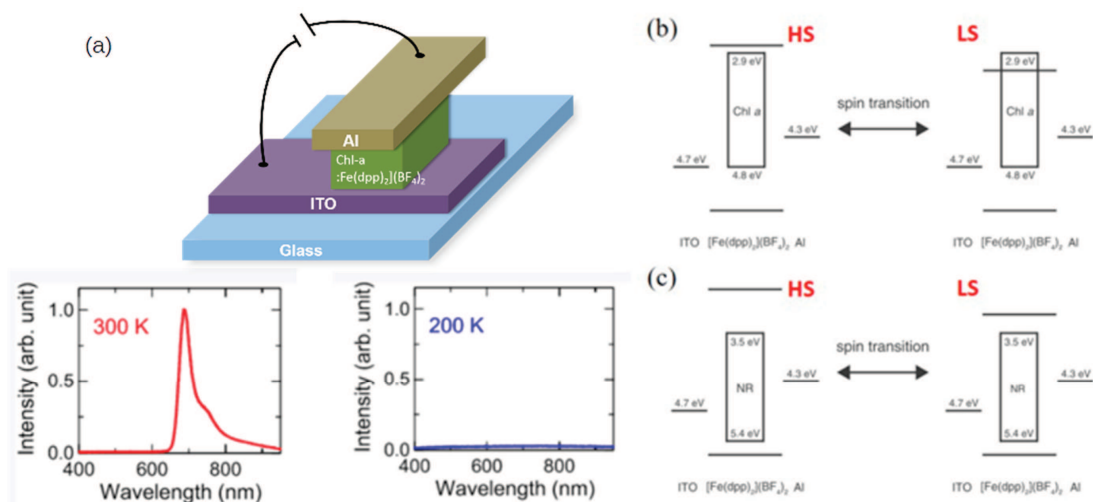 (a)
Al
Chl-a
:Fe(dpp)₂](BF₄)₂
ITO
Glass
Intensity (arb. unit)
1.0
0.5
0.0
300 K
400 600 800
Wavelength (nm)
Intensity (arb. unit)
1.0
0.5
0.0
200 K
400 600 800
Wavelength (nm)
(b)
HS
2.9 eV
Chl a
4.3 eV
4.7 eV
4.8 eV
ITO [Fe(dpp)₂](BF₄)₂ Al
spin transition
LS
2.9 eV
Chl a
4.3 eV
4.7 eV
4.8 eV
ITO [Fe(dpp)₂](BF₄)₂ Al
(c)
HS
3.5 eV
NR
4.3 eV
4.7 eV
5.4 eV
ITO [Fe(dpp)₂](BF₄)₂ Al
spin transition
LS
3.5 eV
NR
4.3 eV
4.7 eV
5.4 eV
ITO [Fe(dpp)₂](BF₄)₂ Al